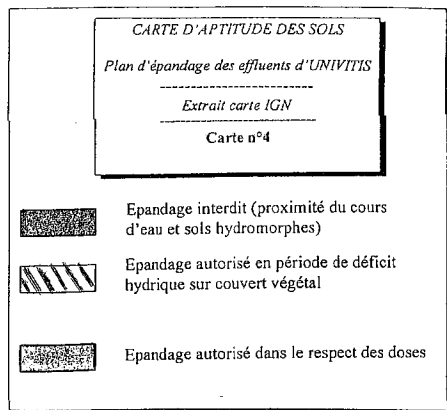 CARTE D'APTITUDE DES SOLS
Plan d'épandage des effluents d'UNIVITIS
--------------------
Extrait carte IGN
--------------------
Carte n°4
Epandage interdit (proximité du cours
d'eau et sols hydromorphes)
Epandage autorisé en période de déficit
hydrique sur couvert végétal
Epandage autorisé dans le respect des doses